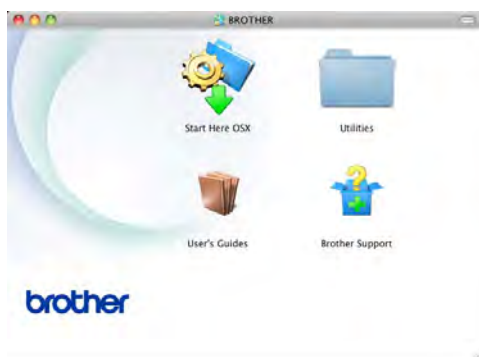 BROTHER
Start Here OSX
Utilities
User's Guides
Brother Support
brother